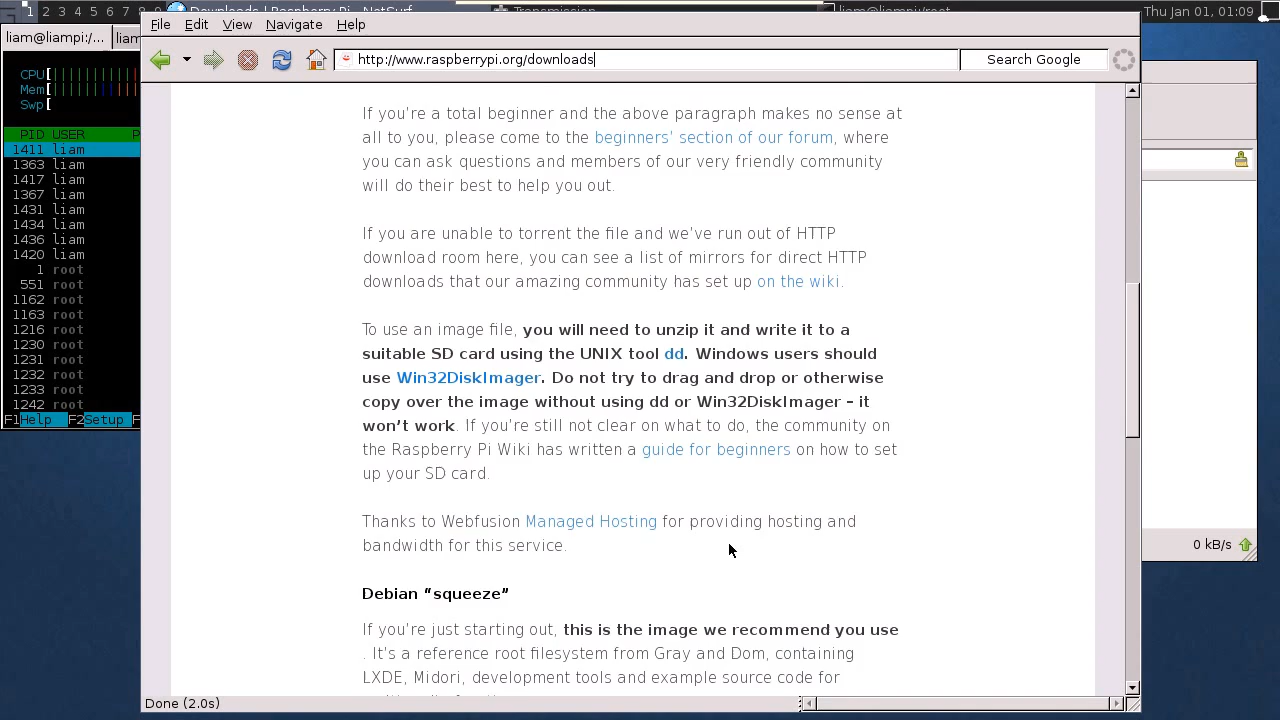 1 2 3 4 5 6 7 8 Downloads | Raspberry Pi - NetSurf Transmission liam@liampi:/root Thu Jan 01, 01:09
liam@liampi:/... liam
File Edit View Navigate Help
http://www.raspberrypi.org/downloads Search Google
CPU[||||||||||
Mem[||||||||||
Swp[
PID USER P
1411 liam
1363 liam
1417 liam
1367 liam
1431 liam
1434 liam
1436 liam
1420 liam
1 root
551 root
1162 root
1163 root
1216 root
1230 root
1231 root
1232 root
1233 root
1242 root
F1Help F2Setup F
If you're a total beginner and the above paragraph makes no sense at
all to you, please come to the beginners' section of our forum, where
you can ask questions and members of our very friendly community
will do their best to help you out.
If you are unable to torrent the file and we've run out of HTTP
download room here, you can see a list of mirrors for direct HTTP
downloads that our amazing community has set up on the wiki.
To use an image file, you will need to unzip it and write it to a
suitable SD card using the UNIX tool dd. Windows users should
use Win32DiskImager. Do not try to drag and drop or otherwise
copy over the image without using dd or Win32DiskImager – it
won't work. If you're still not clear on what to do, the community on
the Raspberry Pi Wiki has written a guide for beginners on how to set
up your SD card.
Thanks to Webfusion Managed Hosting for providing hosting and
bandwidth for this service.
Debian "squeeze"
If you're just starting out, this is the image we recommend you use
. It's a reference root filesystem from Gray and Dom, containing
LXDE, Midori, development tools and example source code for
Done (2.0s)
0 kB/s